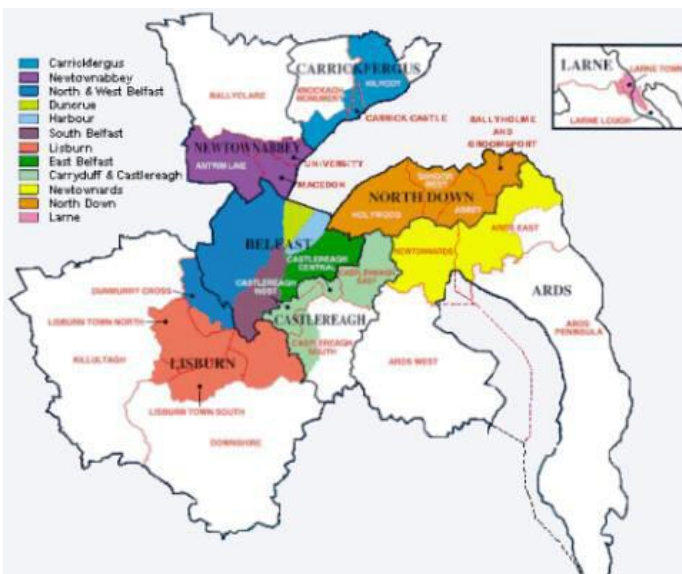 Carrickfergus
Newtownabbey
North & West Belfast
Duncrue
Harbour
South Belfast
Lisburn
East Belfast
Carryduff & Castlereagh
Newtownards
North Down
Larne
LARNE
LARNE TOWN
LARNE LOUGH
BALLYCLARE
CARRICKFERGUS
KNOCKAGH
MONUMENT
KILROOT
CARRICK CASTLE
NEWTOWNABBEY
ANTRIM LINE
UNIVERSITY
MACEDON
BALLYHOLME
AND
GROOMSPORT
BANGOR
WEST
NORTH DOWN
HOLYWOOD
ABBEY
ARDS EAST
BELFAST
CASTLEREAGH
CENTRAL
CASTLEREAGH
EAST
NEWTOWNARDS
CASTLEREAGH
WEST
DUNMURRY CROSS
ARDS
LISBURN TOWN NORTH
CASTLEREAGH
ARDS
PENINSULA
KILLULTAGH
CASTLEREAGH
SOUTH
LISBURN
ARDS WEST
LISBURN TOWN SOUTH
DOWNSHIRE